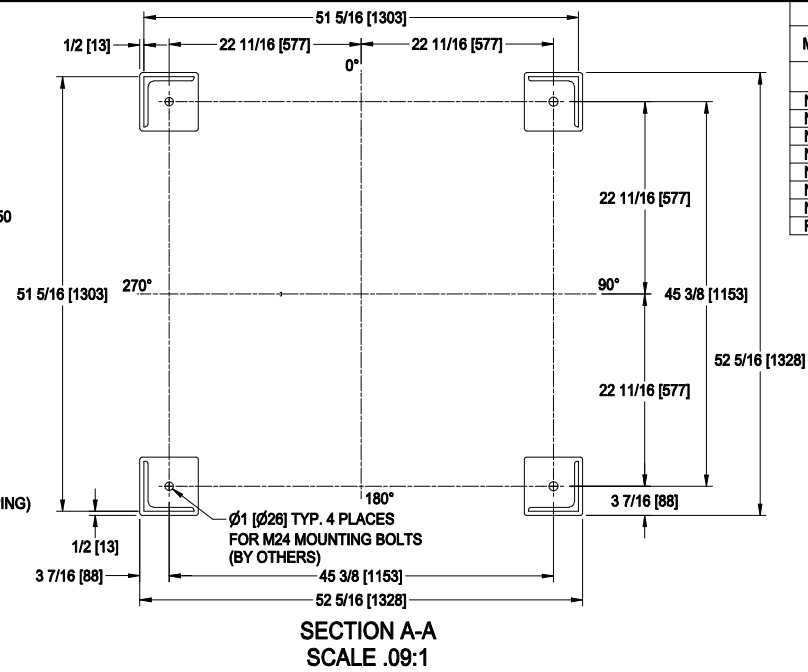 51 5/16 [1303]
1/2 [13]
22 11/16 [577]
22 11/16 [577]
0°
22 11/16 [577]
51 5/16 [1303]
270°
90°
45 3/8 [1153]
52 5/16 [1328]
22 11/16 [577]
180°
3 7/16 [88]
Ø1 [Ø26] TYP. 4 PLACES
FOR M24 MOUNTING BOLTS
(BY OTHERS)
1/2 [13]
3 7/16 [88]
45 3/8 [1153]
52 5/16 [1328]
SECTION A-A
SCALE .09:1